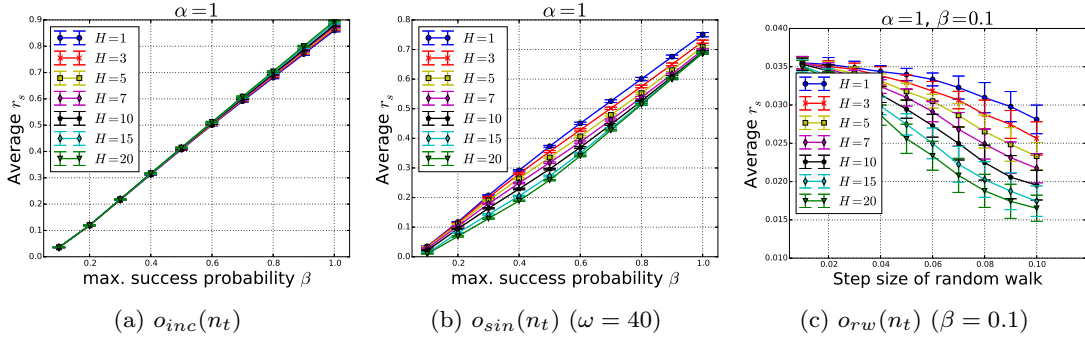 α=1
Average r_s
0.9
0.8
0.7
0.6
0.5
0.4
0.3
0.2
0.1
0.0
H=1
H=3
H=5
H=7
H=10
H=15
H=20
0.2 0.4 0.6 0.8 1.0
max. success probability β
(a) o_{inc}(n_t)
α=1
Average r_s
0.8
0.7
0.6
0.5
0.4
0.3
0.2
0.1
0.0
H=1
H=3
H=5
H=7
H=10
H=15
H=20
0.2 0.4 0.6 0.8 1.0
max. success probability β
(b) o_{sin}(n_t) (ω = 40)
α=1, β=0.1
Average r_s
0.040
0.035
0.030
0.025
0.020
0.015
0.010
H=1
H=3
H=5
H=7
H=10
H=15
H=20
0.02 0.04 0.06 0.08 0.10
Step size of random walk
(c) o_{rw}(n_t) (β = 0.1)